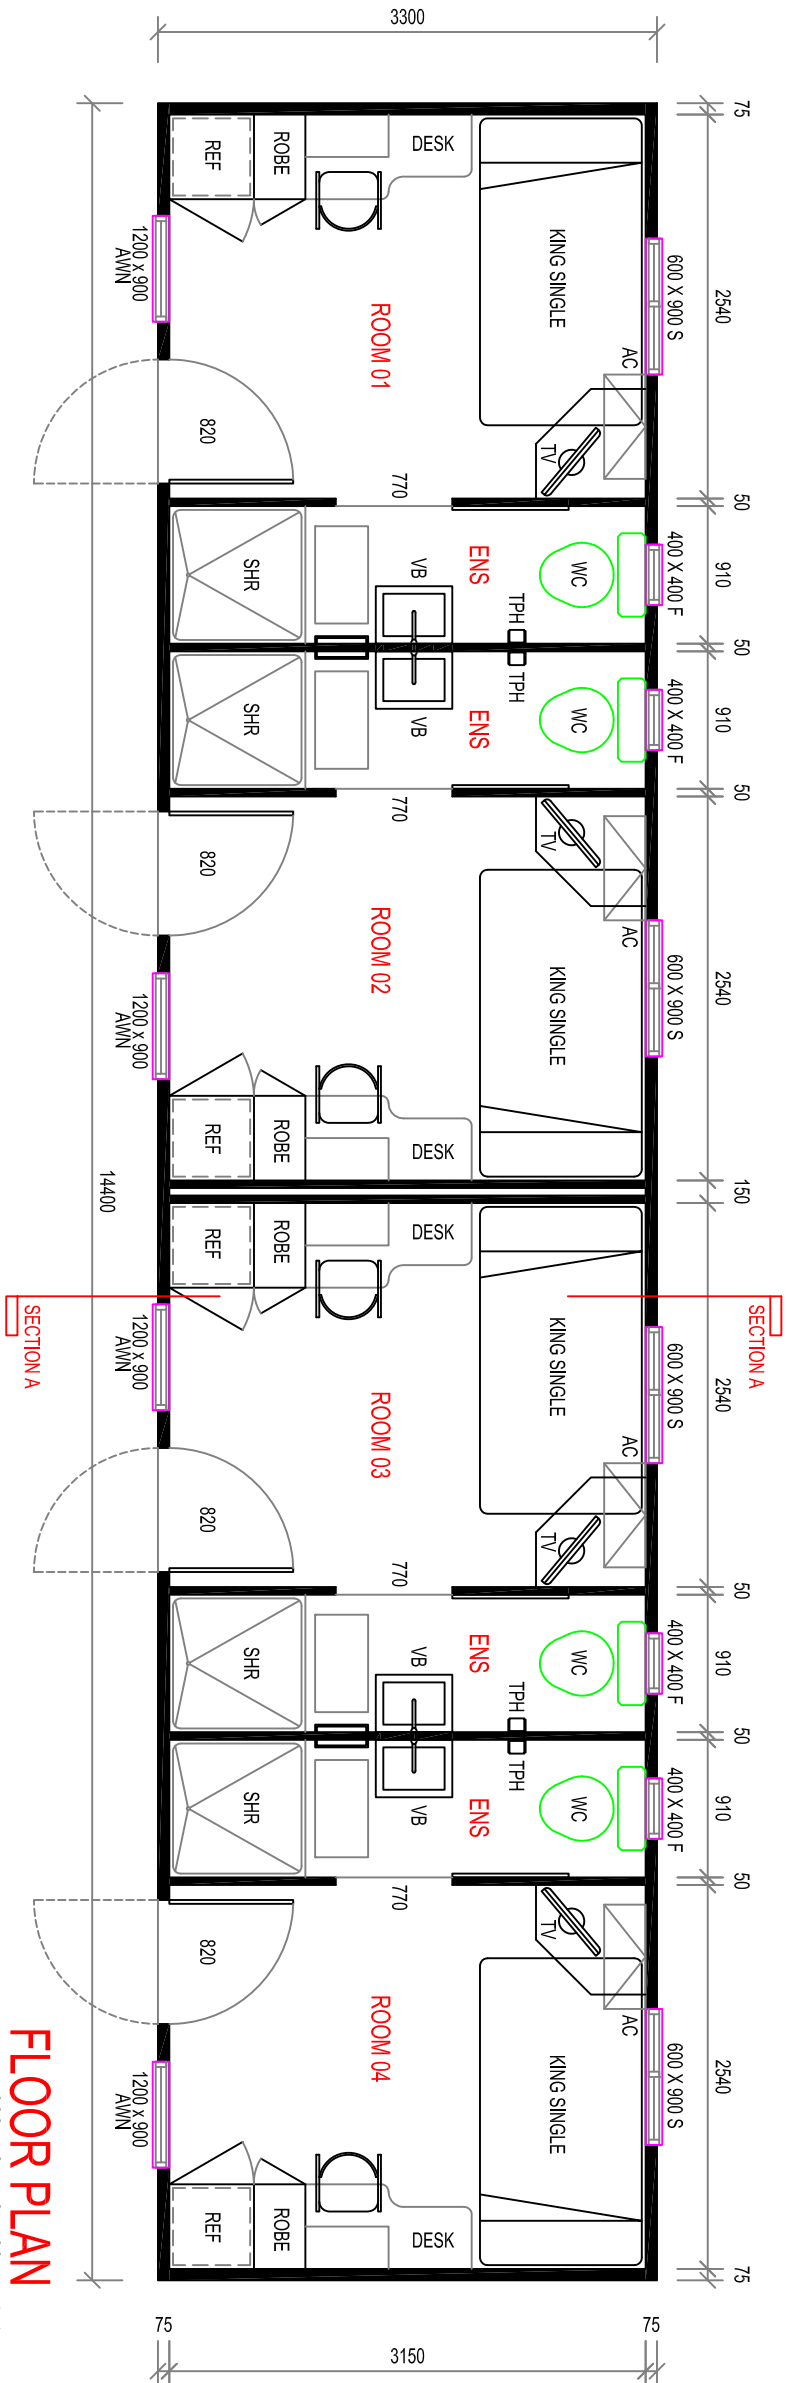 3300
75
2540
50
910
50
910
50
2540
150
2540
50
910
50
910
50
2540
75
600 X 900 S
400 X 400 F
400 X 400 F
600 X 900 S
600 X 900 S
400 X 400 F
400 X 400 F
600 X 900 S
SECTION A
AC
KING SINGLE
TV
WC
WC
TV
AC
KING SINGLE
KING SINGLE
AC
TV
WC
WC
TV
AC
KING SINGLE
TPH
TPH
TPH
TPH
DESK
ROOM 01
770
VB
ENS
VB
ENS
770
ROOM 02
DESK
DESK
ROOM 03
770
VB
ENS
VB
ENS
770
ROOM 04
DESK
ROBE
REF
820
SHR
SHR
820
ROBE
REF
ROBE
REF
820
SHR
SHR
820
ROBE
REF
1200 x 900
AWN
1200 x 900
AWN
1200 x 900
AWN
1200 x 900
AWN
14400
SECTION A
75
3150
75
FLOOR PLAN